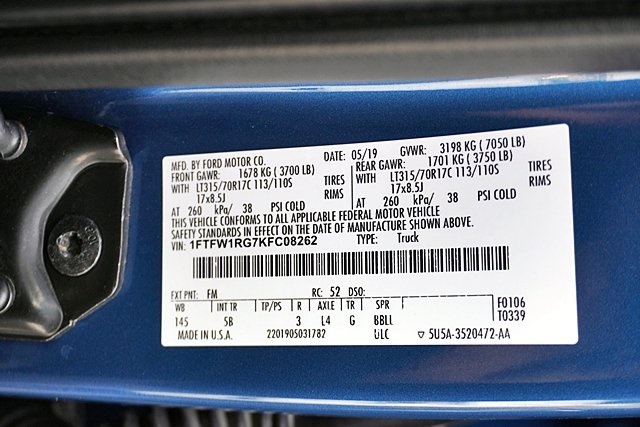 MFD. BY FORD MOTOR CO.
DATE: 05/19 GVWR: 3198 KG ( 7050 LB)
FRONT GAWR: 1678 KG ( 3700 LB) REAR GAWR: 1701 KG ( 3750 LB)
WITH LT315/70R17C 113/110S TIRES WITH LT315/70R17C 113/110S TIRES
17x8.5J RIMS 17x8.5J RIMS
AT 260 kPa/ 38 PSI COLD AT 260 kPa/ 38 PSI COLD
THIS VEHICLE CONFORMS TO ALL APPLICABLE FEDERAL MOTOR VEHICLE
SAFETY STANDARDS IN EFFECT ON THE DATE OF MANUFACTURE SHOWN ABOVE.
VIN: 1FTFW1RG7KFC08262 TYPE: Truck
EXT PNT: FM RC: 52 DSO:
WB INT TR TP/PS R AXLE TR SPR F0106
145 5B 3 L4 G BBLL T0339
MADE IN U.S.A. 2201905031782 ULC 5U5A-3520472-AA